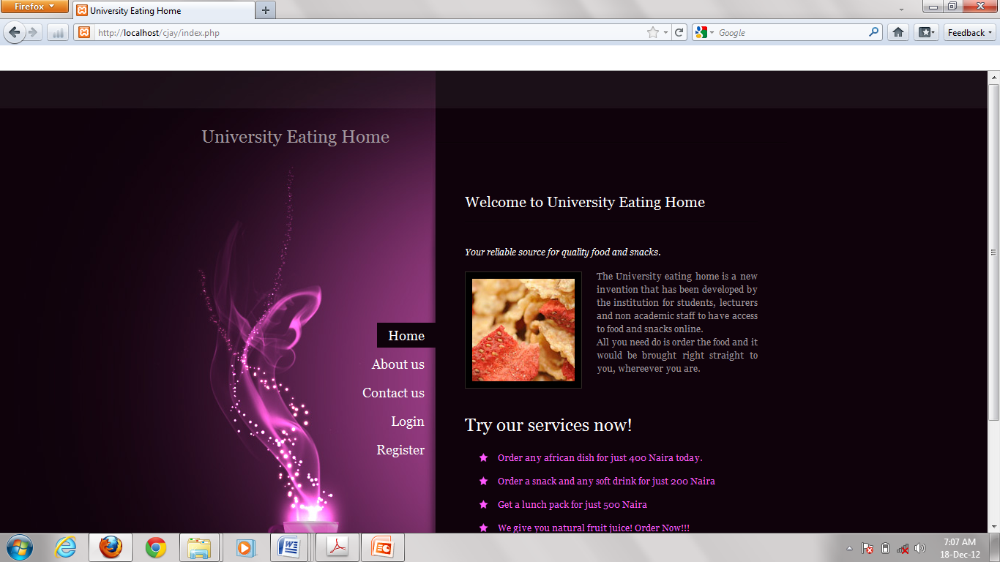 Firefox
University Eating Home
http://localhost/cjay/index.php
Google
Feedback
University Eating Home
Home
About us
Contact us
Login
Register
Welcome to University Eating Home
Your reliable source for quality food and snacks.
The University eating home is a new
invention that has been developed by
the institution for students, lecturers
and non academic staff to have access
to food and snacks online.
All you need do is order the food and it
would be brought right straight to
you, whereever you are.
Try our services now!
Order any african dish for just 400 Naira today.
Order a snack and any soft drink for just 200 Naira
Get a lunch pack for just 500 Naira
We give you natural fruit juice! Order Now!!!
7:07 AM
18-Dec-12